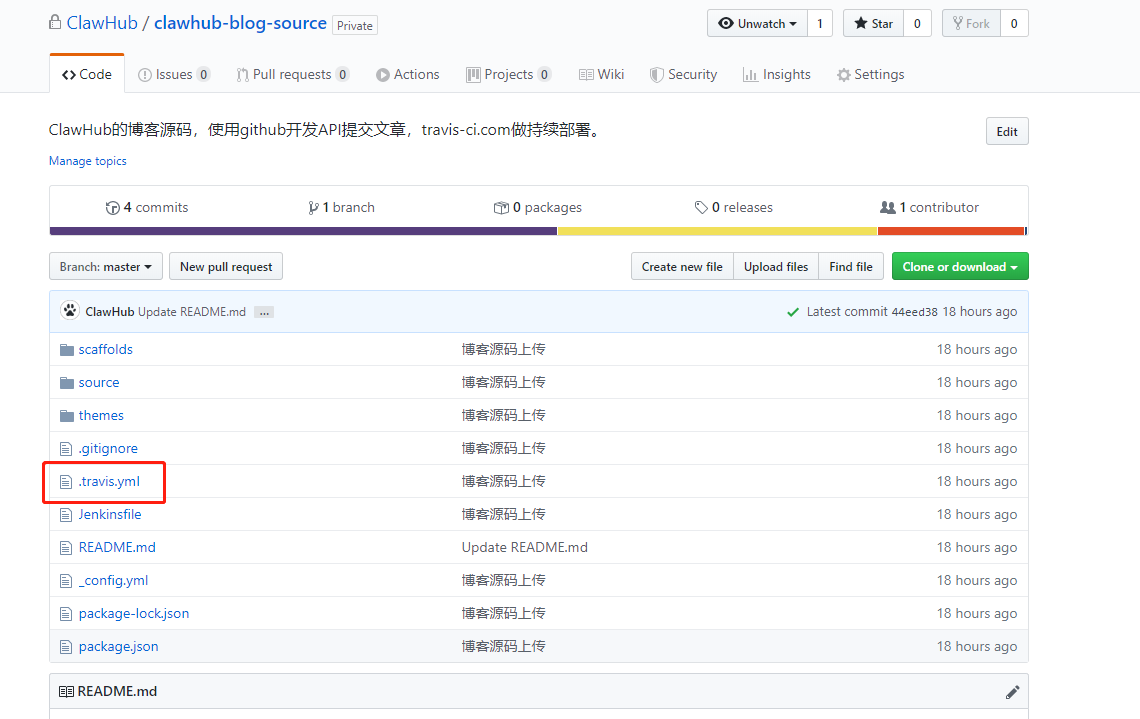 ClawHub / clawhub-blog-source Private
Unwatch 1 Star 0 Fork 0
Code Issues 0 Pull requests 0 Actions Projects 0 Wiki Security Insights Settings
ClawHub的博客源码，使用github开发API提交文章，travis-ci.com做持续部署。
Edit
Manage topics
4 commits 1 branch 0 packages 0 releases 1 contributor
Branch: master New pull request Create new file Upload files Find file Clone or download
ClawHub Update README.md ... Latest commit 44eed38 18 hours ago
scaffolds 博客源码上传 18 hours ago
source 博客源码上传 18 hours ago
themes 博客源码上传 18 hours ago
.gitignore 博客源码上传 18 hours ago
.travis.yml 博客源码上传 18 hours ago
Jenkinsfile 博客源码上传 18 hours ago
README.md Update README.md 18 hours ago
_config.yml 博客源码上传 18 hours ago
package-lock.json 博客源码上传 18 hours ago
package.json 博客源码上传 18 hours ago
README.md